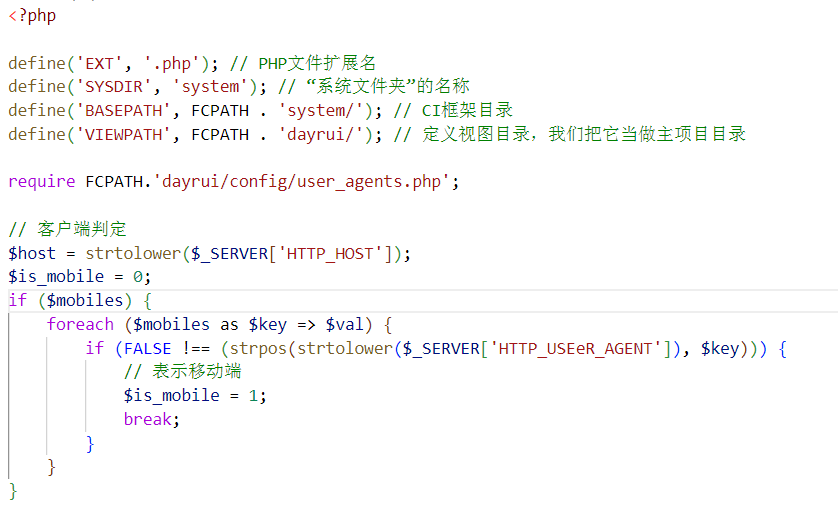 <?php
define('EXT', '.php'); // PHP文件扩展名
define('SYSDIR', 'system'); // “系统文件夹”的名称
define('BASEPATH', FCPATH . 'system/'); // CI框架目录
define('VIEWPATH', FCPATH . 'dayrui/'); // 定义视图目录，我们把它当做主项目目录
require FCPATH.'dayrui/config/user_agents.php';
// 客户端判定
$host = strtolower($_SERVER['HTTP_HOST']);
$is_mobile = 0;
if ($mobiles) {
    foreach ($mobiles as $key => $val) {
        if (FALSE !== (strpos(strtolower($_SERVER['HTTP_USEeR_AGENT']), $key))) {
            // 表示移动端
            $is_mobile = 1;
            break;
        }
    }
}